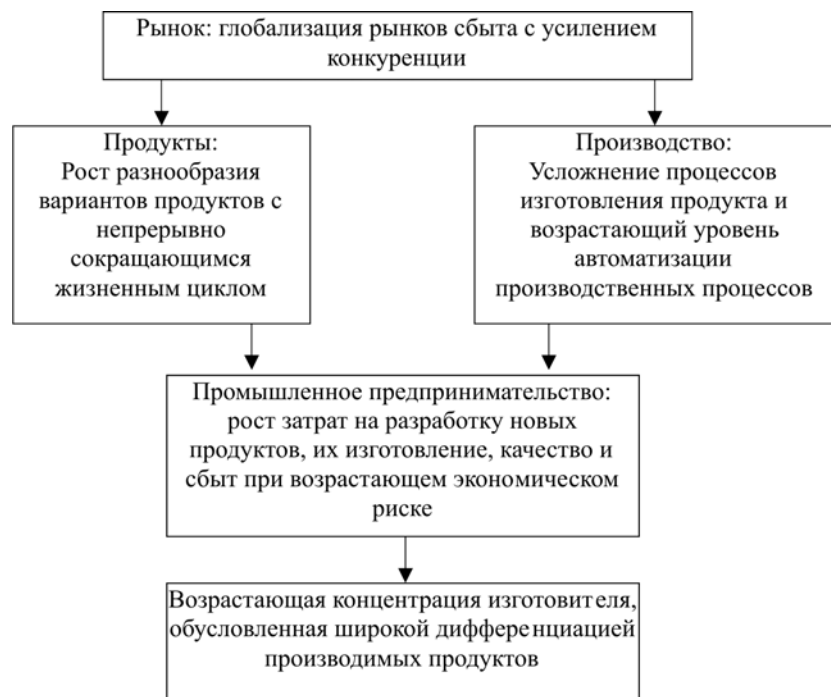 Рынок: глобализация рынков сбыта с усилением
конкуренции
Продукты:
Рост разнообразия
вариантов продуктов с
непрерывно
сокращающимся
жизненным циклом
Производство:
Усложнение процессов
изготовления продукта и
возрастающий уровень
автоматизации
производственных процессов
Промышленное предпринимательство:
рост затрат на разработку новых
продуктов, их изготовление, качество и
сбыт при возрастающем экономическом
риске
Возрастающая концентрация изготовителя,
обусловленная широкой дифференциацией
производимых продуктов